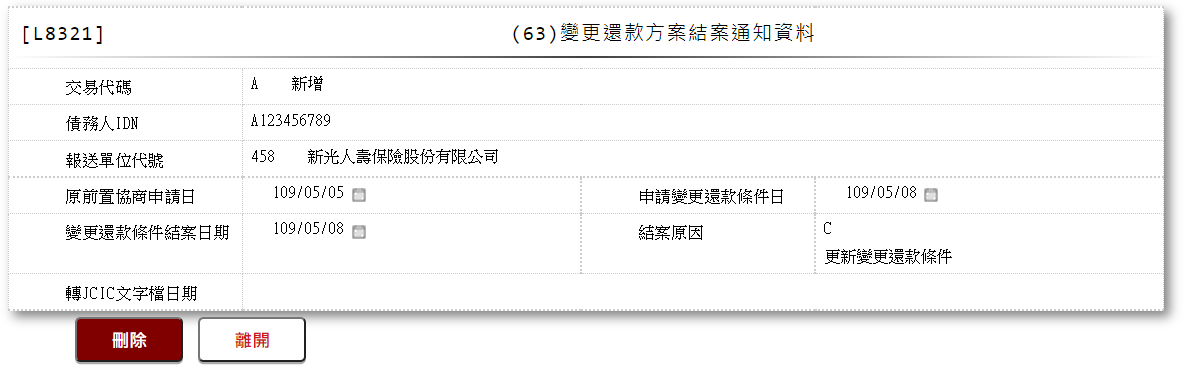 [L8321] (63)變更還款方案結案通知資料
交易代碼 A 新增
債務人IDN A123456789
報送單位代號 458 新光人壽保險股份有限公司
原前置協商申請日 109/05/05 申請變更還款條件日 109/05/08
變更還款條件結案日期 109/05/08 結案原因 C
更新變更還款條件
轉JCIC文字檔日期
刪除 離開